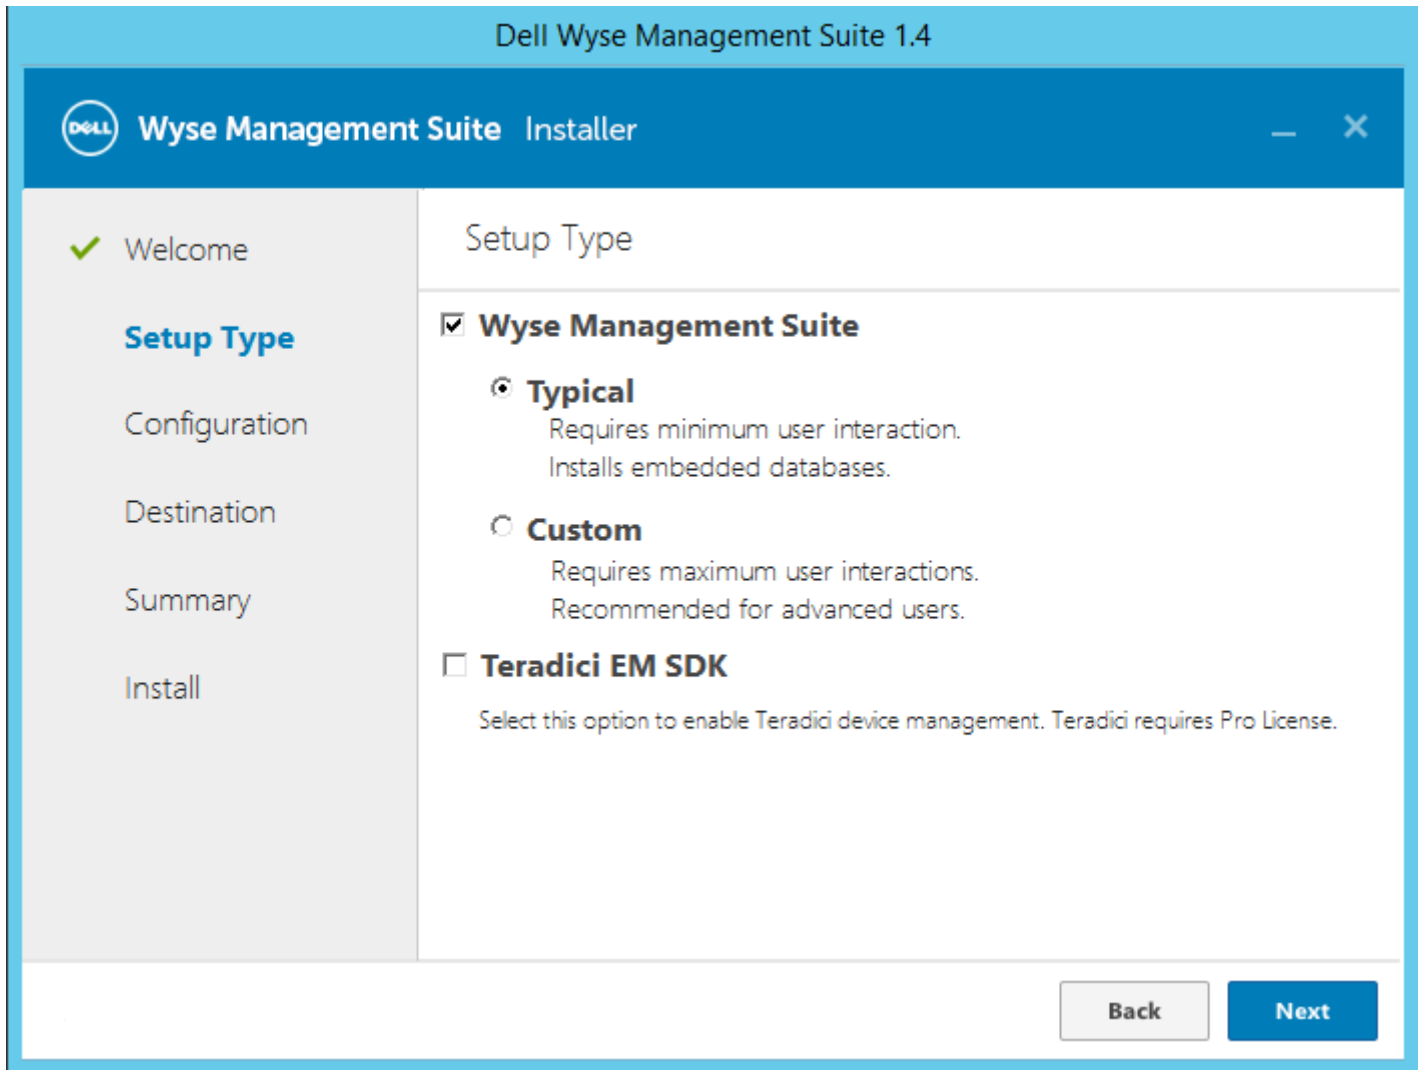 Dell Wyse Management Suite 1.4
DELL Wyse Management Suite Installer
Welcome
Setup Type
Configuration
Destination
Summary
Install
Setup Type
Wyse Management Suite
Typical
Requires minimum user interaction.
Installs embedded databases.
Custom
Requires maximum user interactions.
Recommended for advanced users.
Teradici EM SDK
Select this option to enable Teradici device management. Teradici requires Pro License.
Back
Next